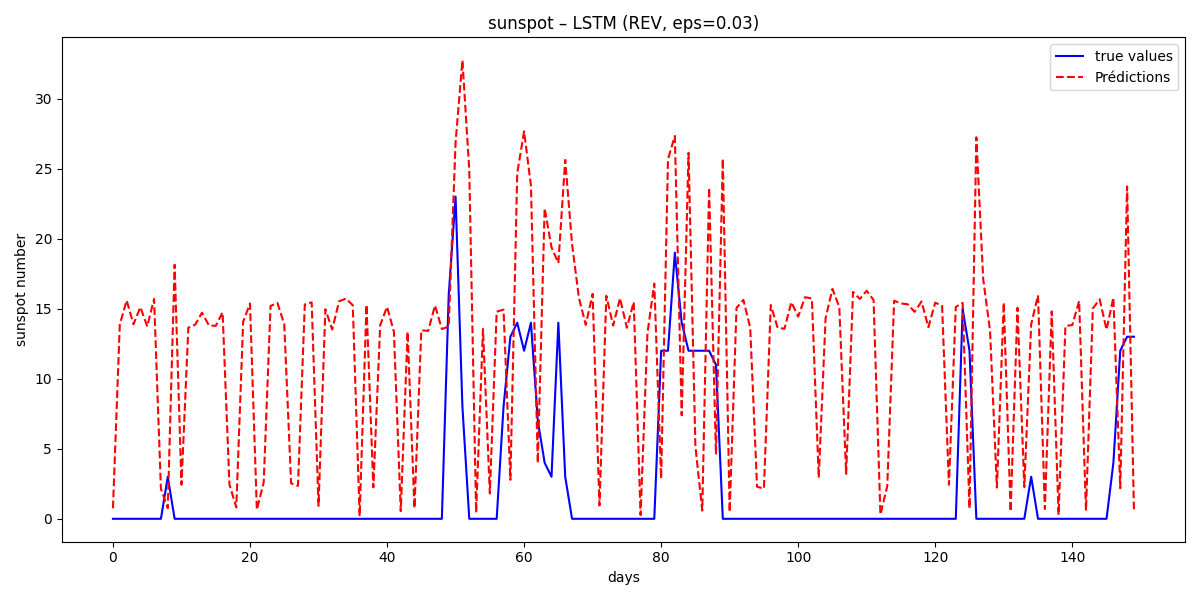 sunspot – LSTM (REV, eps=0.03)
true values
Prédictions
sunspot number
30
25
20
15
10
5
0
0 20 40 60 80 100 120 140
days